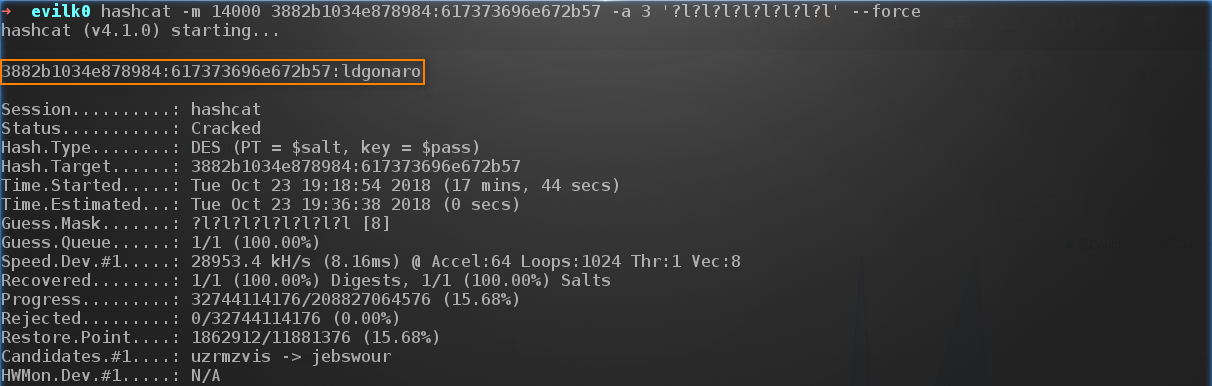 ➜ evilk0 hashcat -m 14000 3882b1034e878984:617373696e672b57 -a 3 '?l?l?l?l?l?l?l?l' --force
hashcat (v4.1.0) starting...
3882b1034e878984:617373696e672b57:ldgonaro
Session..........: hashcat
Status...........: Cracked
Hash.Type........: DES (PT = $salt, key = $pass)
Hash.Target......: 3882b1034e878984:617373696e672b57
Time.Started.....: Tue Oct 23 19:18:54 2018 (17 mins, 44 secs)
Time.Estimated...: Tue Oct 23 19:36:38 2018 (0 secs)
Guess.Mask.......: ?l?l?l?l?l?l?l?l [8]
Guess.Queue......: 1/1 (100.00%)
Speed.Dev.#1.....: 28953.4 kH/s (8.16ms) @ Accel:64 Loops:1024 Thr:1 Vec:8
Recovered........: 1/1 (100.00%) Digests, 1/1 (100.00%) Salts
Progress.........: 32744114176/208827064576 (15.68%)
Rejected.........: 0/32744114176 (0.00%)
Restore.Point....: 1862912/11881376 (15.68%)
Candidates.#1....: uzrmzvis -> jebswour
HWMon.Dev.#1.....: N/A